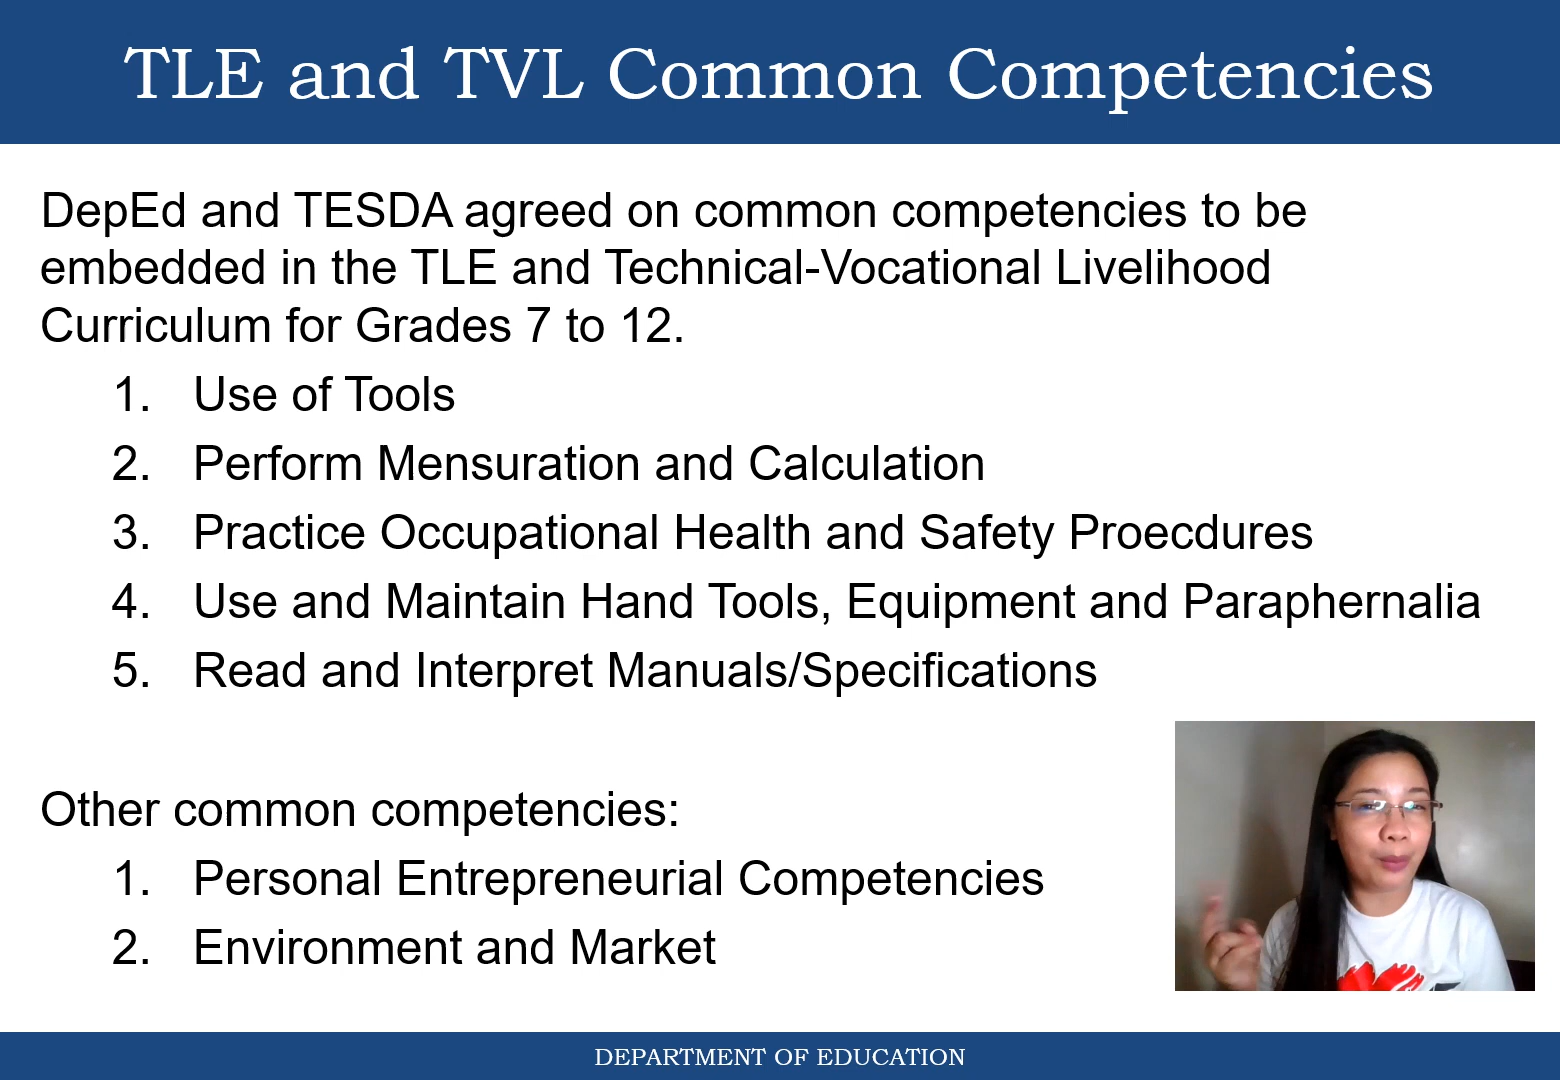 TLE and TVL Common Competencies
DepEd and TESDA agreed on common competencies to be
embedded in the TLE and Technical-Vocational Livelihood
Curriculum for Grades 7 to 12.
1. Use of Tools
2. Perform Mensuration and Calculation
3. Practice Occupational Health and Safety Proecdures
4. Use and Maintain Hand Tools, Equipment and Paraphernalia
5. Read and Interpret Manuals/Specifications
Other common competencies:
1. Personal Entrepreneurial Competencies
2. Environment and Market
DEPARTMENT OF EDUCATION